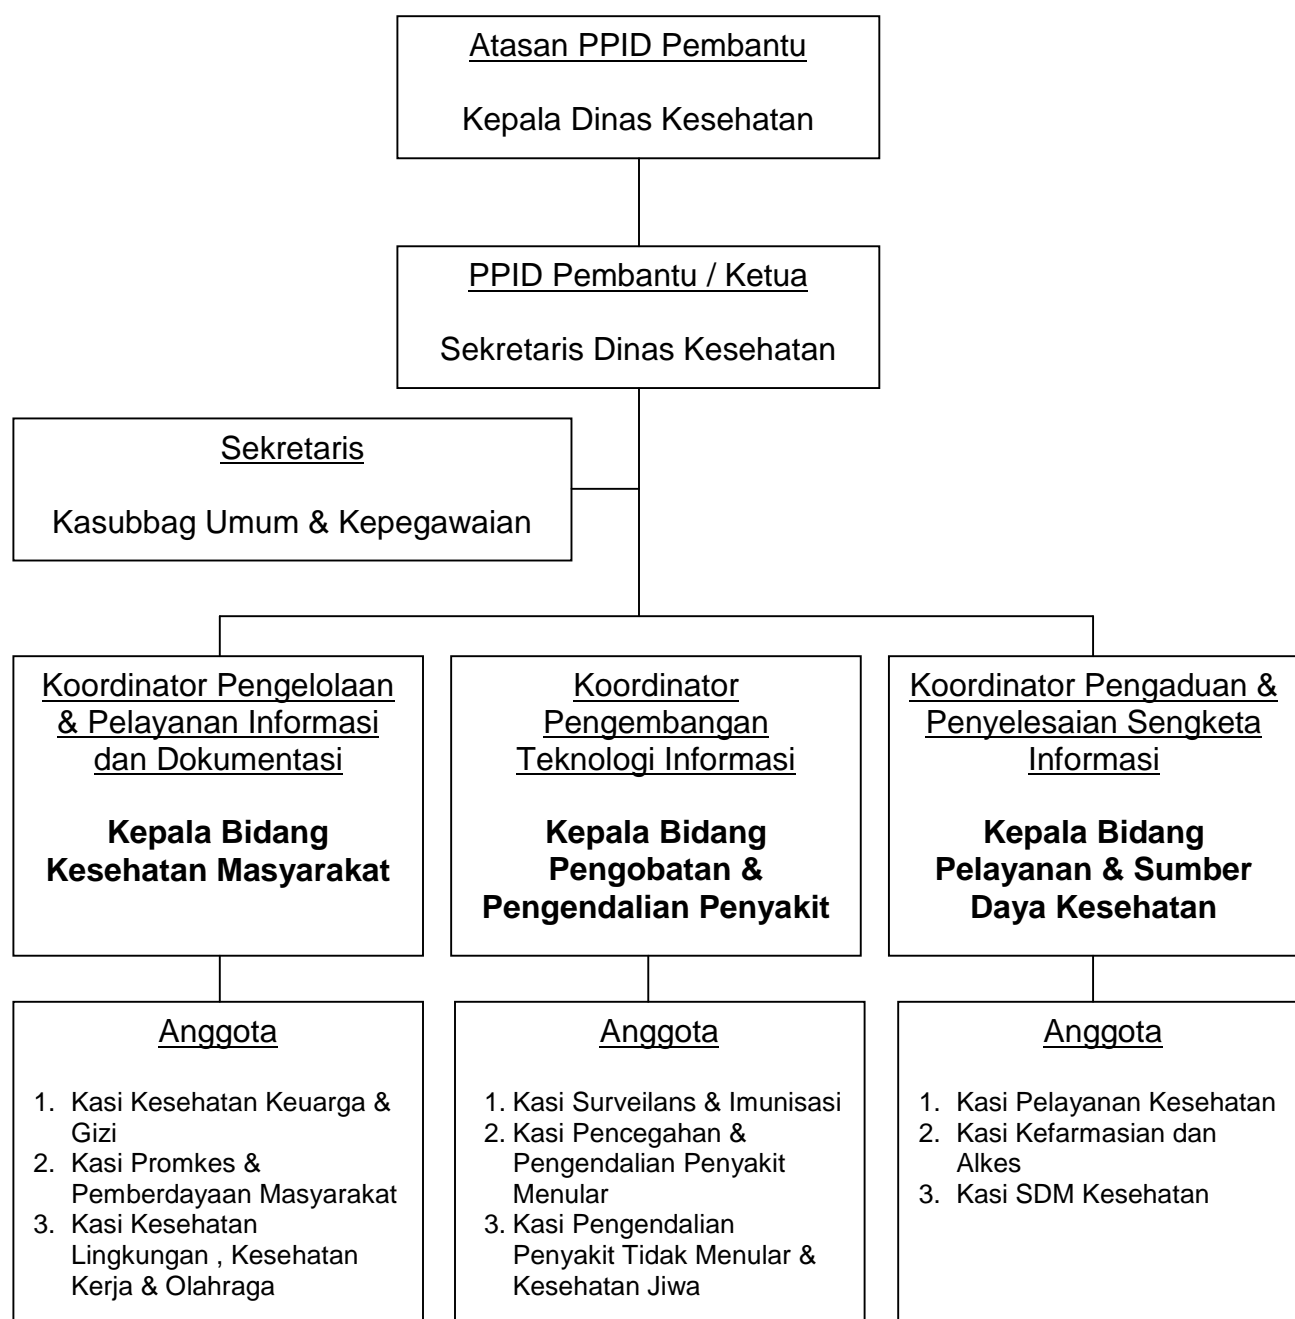 Atasan PPID Pembantu
Kepala Dinas Kesehatan
PPID Pembantu / Ketua
Sekretaris Dinas Kesehatan
Sekretaris
Kasubbag Umum & Kepegawaian
Koordinator Pengelolaan
& Pelayanan Informasi
dan Dokumentasi
Kepala Bidang
Kesehatan Masyarakat
Koordinator
Pengembangan
Teknologi Informasi
Kepala Bidang
Pengobatan &
Pengendalian Penyakit
Koordinator Pengaduan &
Penyelesaian Sengketa
Informasi
Kepala Bidang
Pelayanan & Sumber
Daya Kesehatan
Anggota
1. Kasi Kesehatan Keuarga &
Gizi
2. Kasi Promkes &
Pemberdayaan Masyarakat
3. Kasi Kesehatan
Lingkungan , Kesehatan
Kerja & Olahraga
Anggota
1. Kasi Surveilans & Imunisasi
2. Kasi Pencegahan &
Pengendalian Penyakit
Menular
3. Kasi Pengendalian
Penyakit Tidak Menular &
Kesehatan Jiwa
Anggota
1. Kasi Pelayanan Kesehatan
2. Kasi Kefarmasian dan
Alkes
3. Kasi SDM Kesehatan